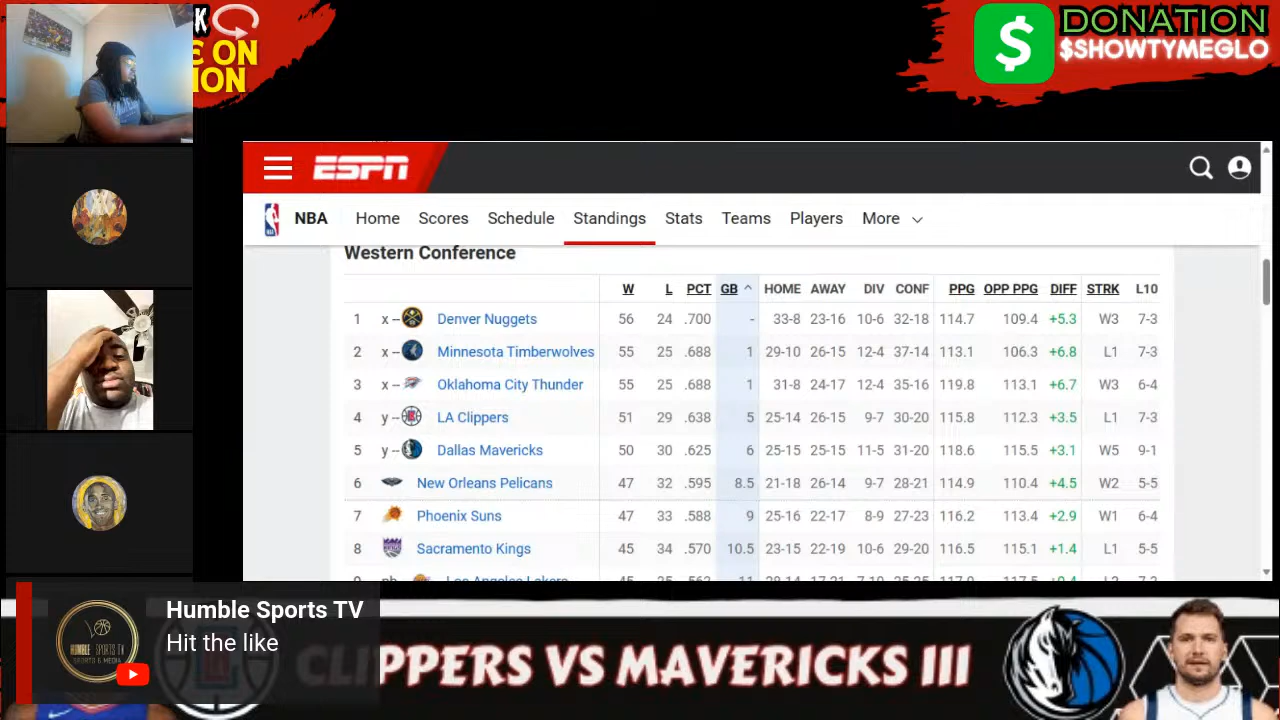 K
E ON
ION
DONATION
$SHOWTYMEGLO
ESPN
NBA Home Scores Schedule Standings Stats Teams Players More
Western Conference
W L PCT GB HOME AWAY DIV CONF PPG OPP PPG DIFF STRK L10
1 x -- Denver Nuggets 56 24 .700 - 33-8 23-16 10-6 32-18 114.7 109.4 +5.3 W3 7-3
2 x -- Minnesota Timberwolves 55 25 .688 1 29-10 26-15 12-4 37-14 113.1 106.3 +6.8 L1 7-3
3 x -- Oklahoma City Thunder 55 25 .688 1 31-8 24-17 12-4 35-16 119.8 113.1 +6.7 W3 6-4
4 y -- LA Clippers 51 29 .638 5 25-14 26-15 9-7 30-20 115.8 112.3 +3.5 L1 7-3
5 y -- Dallas Mavericks 50 30 .625 6 25-15 25-15 11-5 31-20 118.6 115.5 +3.1 W5 9-1
6 New Orleans Pelicans 47 32 .595 8.5 21-18 26-14 9-7 28-21 114.9 110.4 +4.5 W2 5-5
7 Phoenix Suns 47 33 .588 9 25-16 22-17 8-9 27-23 116.2 113.4 +2.9 W1 6-4
8 Sacramento Kings 45 34 .570 10.5 23-15 22-19 10-6 29-20 116.5 115.1 +1.4 L1 5-5
Los Angeles Lakers
Humble Sports TV
Hit the like
CLIPPERS VS MAVERICKS III